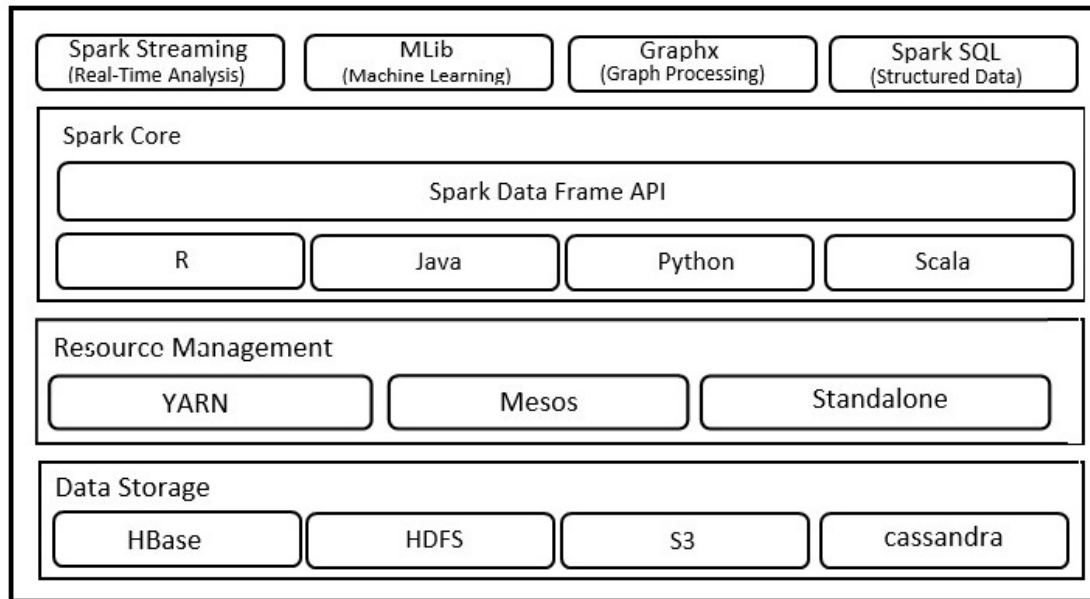 Spark Streaming
(Real-Time Analysis)
MLib
(Machine Learning)
Graphx
(Graph Processing)
Spark SQL
(Structured Data)
Spark Core
Spark Data Frame API
R
Java
Python
Scala
Resource Management
YARN
Mesos
Standalone
Data Storage
HBase
HDFS
S3
cassandra